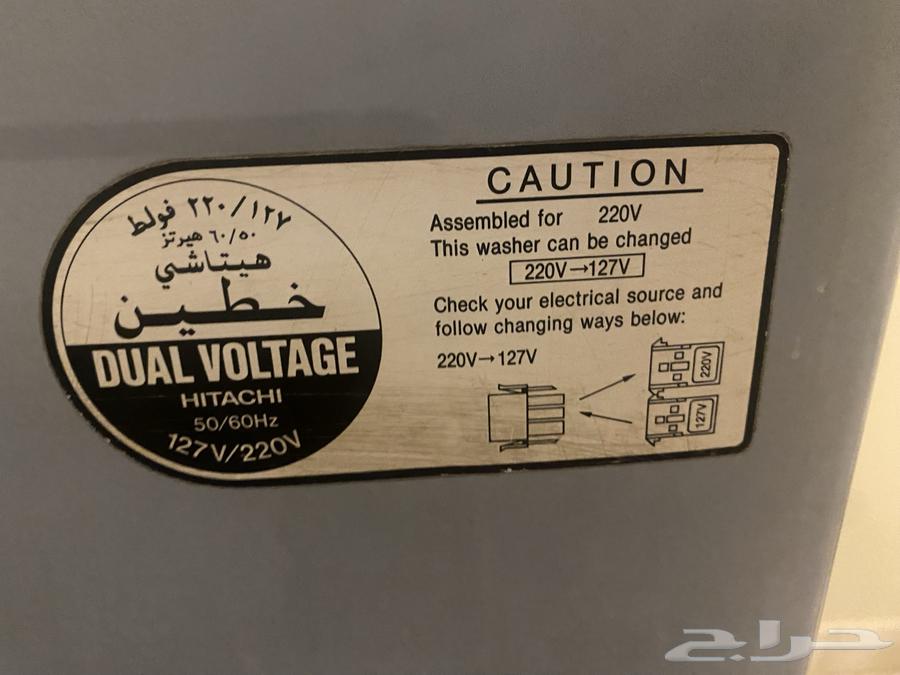 ١٢٧/٢٢٠ فولط
٦٠/٥٠ هيرتز
هيتاشي
خطين
DUAL VOLTAGE
HITACHI
50/60Hz
127V/220V
CAUTION
Assembled for 220V
This washer can be changed
220V→127V
Check your electrical source and
follow changing ways below:
220V→127V
220V
127V
حراج